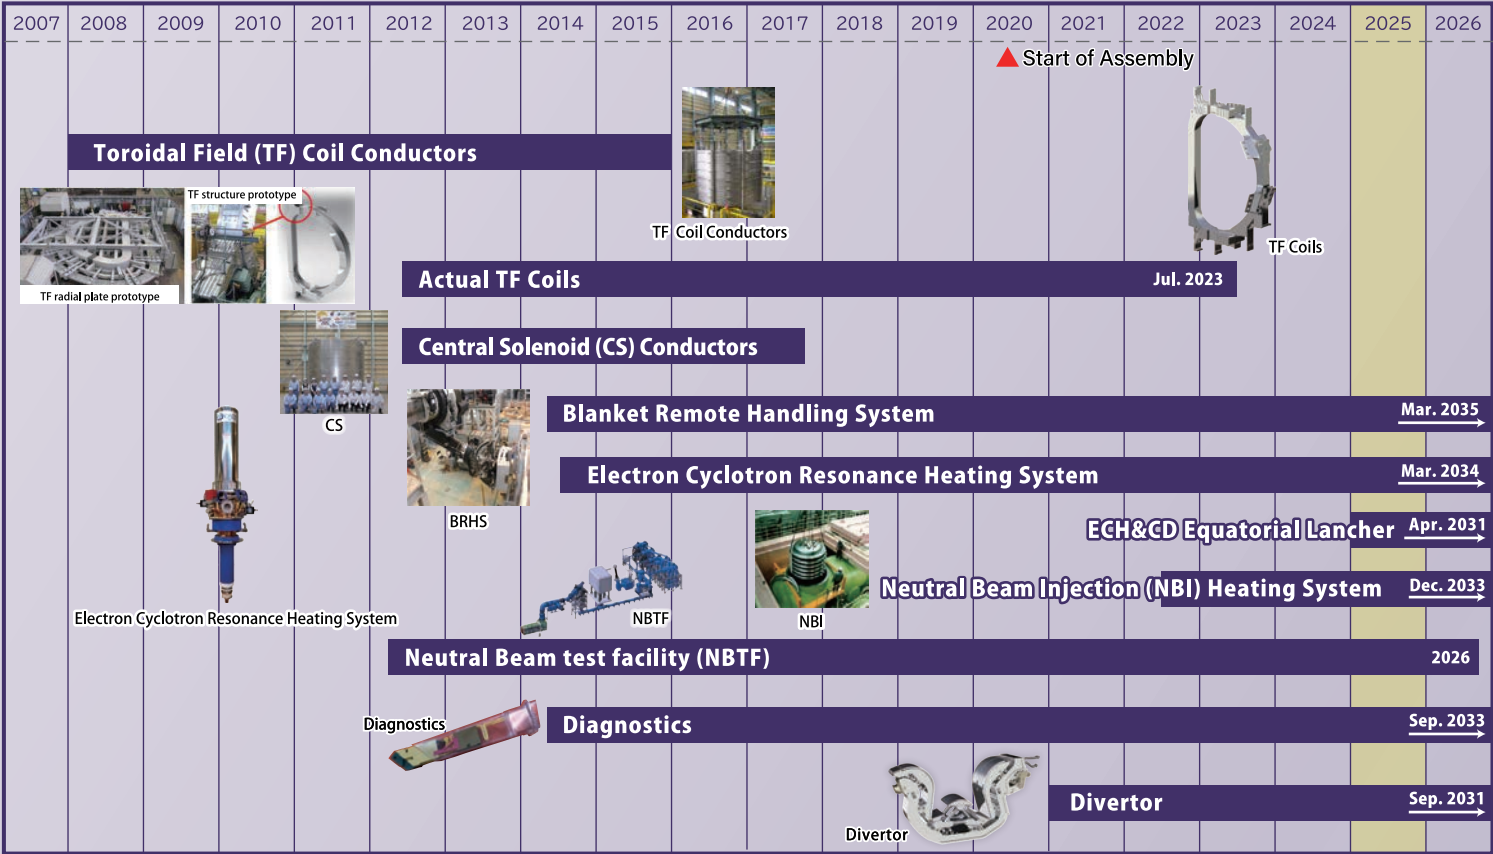 2007 2008 2009 2010 2011 2012 2013 2014 2015 2016 2017 2018 2019 2020 2021 2022 2023 2024 2025 2026
Start of Assembly
Toroidal Field (TF) Coil Conductors
TF structure prototype
TF Coil Conductors
TF Coils
TF radial plate prototype
Actual TF Coils Jul. 2023
Central Solenoid (CS) Conductors
CS
Blanket Remote Handling System Mar. 2035
Electron Cyclotron Resonance Heating System Mar. 2034
BRHS
ECH&CD Equatorial Lancher Apr. 2031
Neutral Beam Injection (NBI) Heating System Dec. 2033
Electron Cyclotron Resonance Heating System
NBTF
NBI
Neutral Beam test facility (NBTF) 2026
Diagnostics
Diagnostics Sep. 2033
Divertor Sep. 2031
Divertor